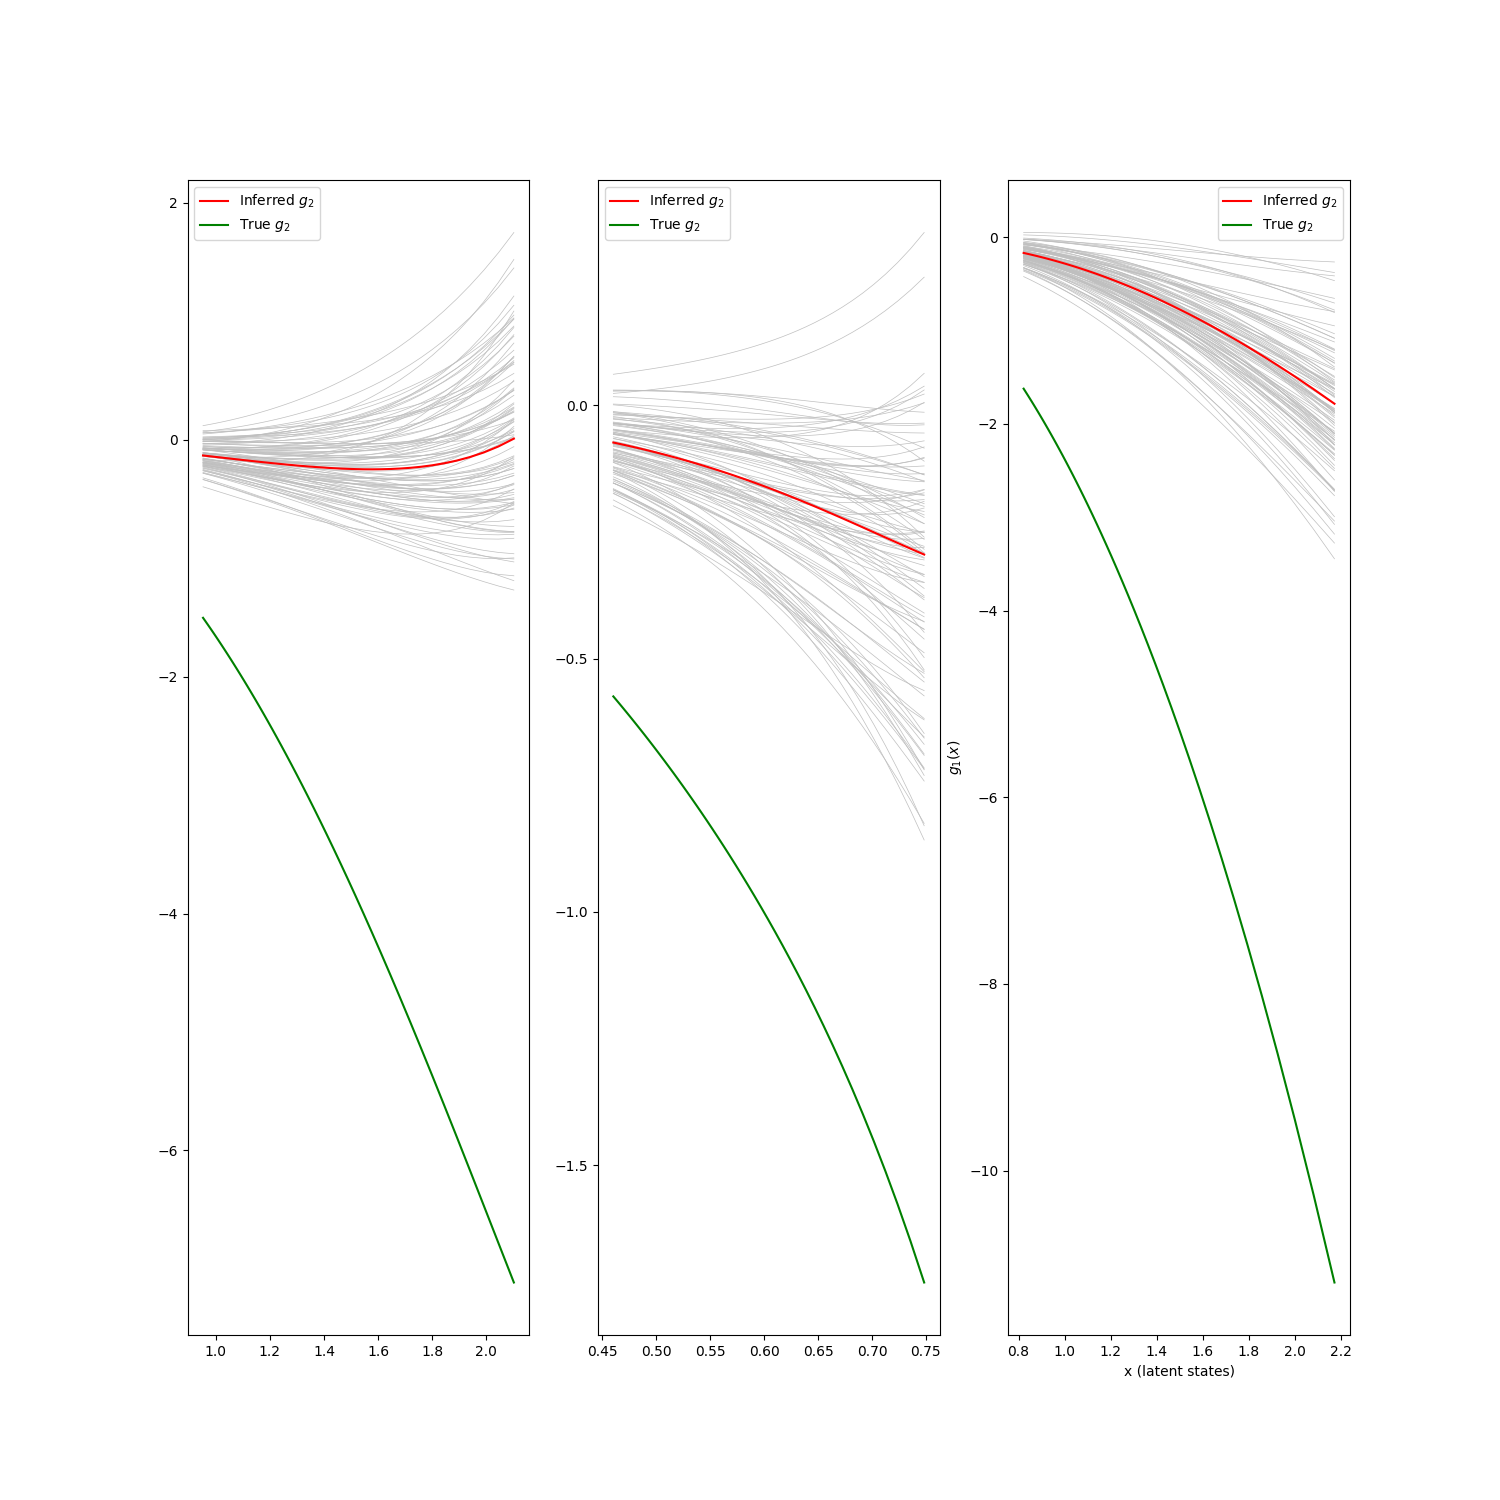 Inferred g₂
True g₂
2
0
−2
−4
−6
1.0 1.2 1.4 1.6 1.8 2.0
Inferred g₂
True g₂
0.0
−0.5
−1.0
−1.5
0.45 0.50 0.55 0.60 0.65 0.70 0.75
Inferred g₂
True g₂
g₁(x)
0
−2
−4
−6
−8
−10
0.8 1.0 1.2 1.4 1.6 1.8 2.0 2.2
x (latent states)